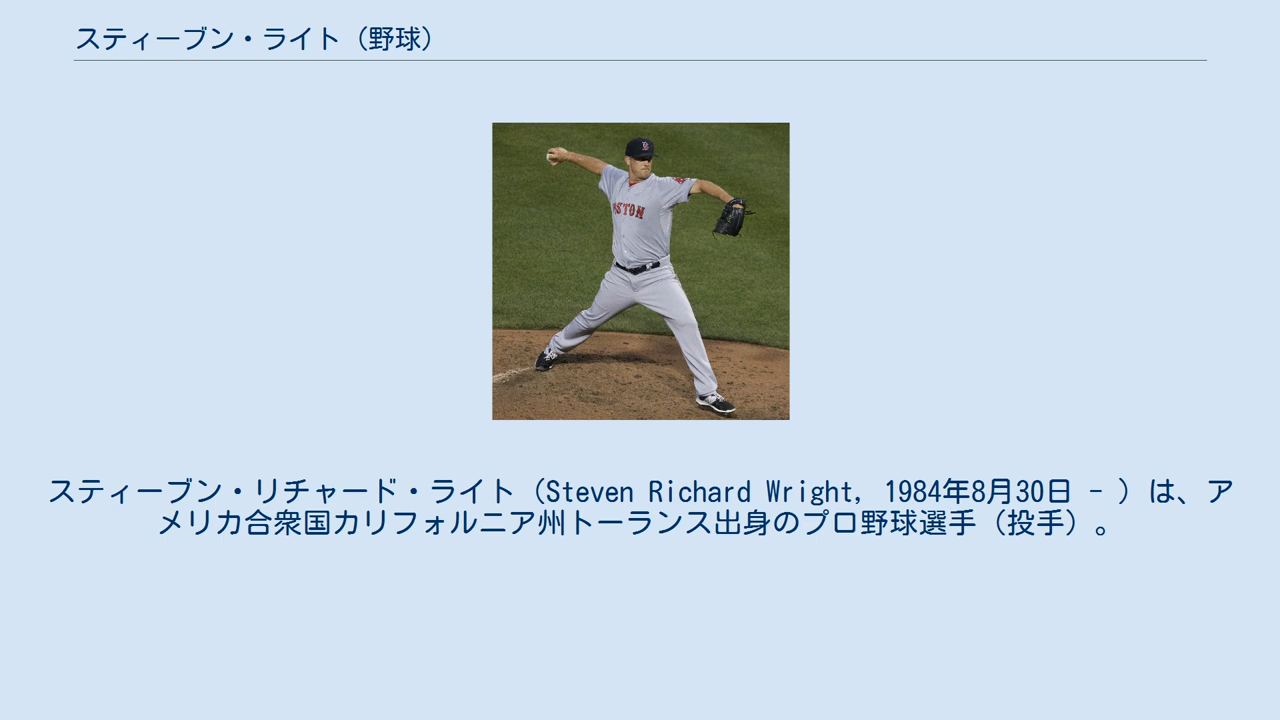 スティーブン・ライト（野球）
STON
スティーブン・リチャード・ライト（Steven Richard Wright, 1984年8月30日 - ）は、ア
メリカ合衆国カリフォルニア州トーランス出身のプロ野球選手（投手）。